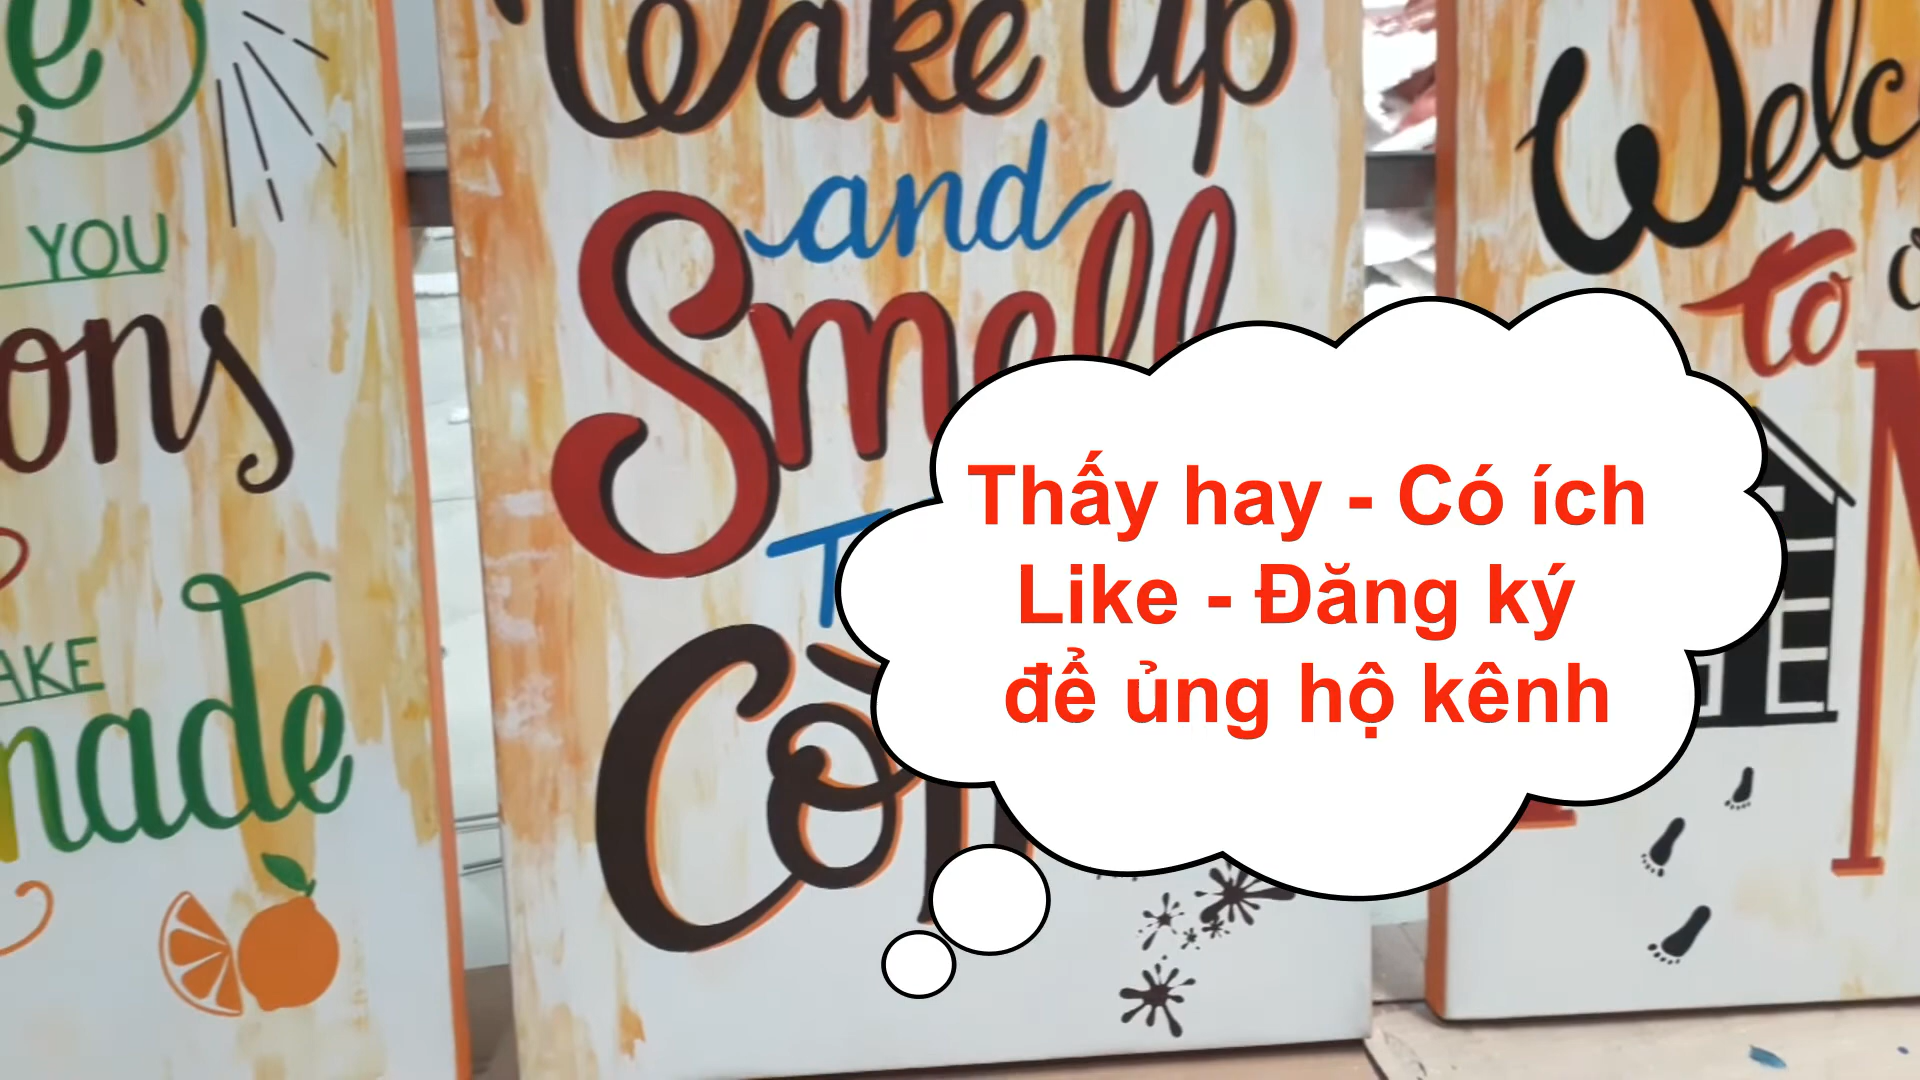 YOU
ons
AKE
made
Wake up
and
Smell
Welc
to
Thấy hay - Có ích
Like - Đăng ký
để ủng hộ kênh